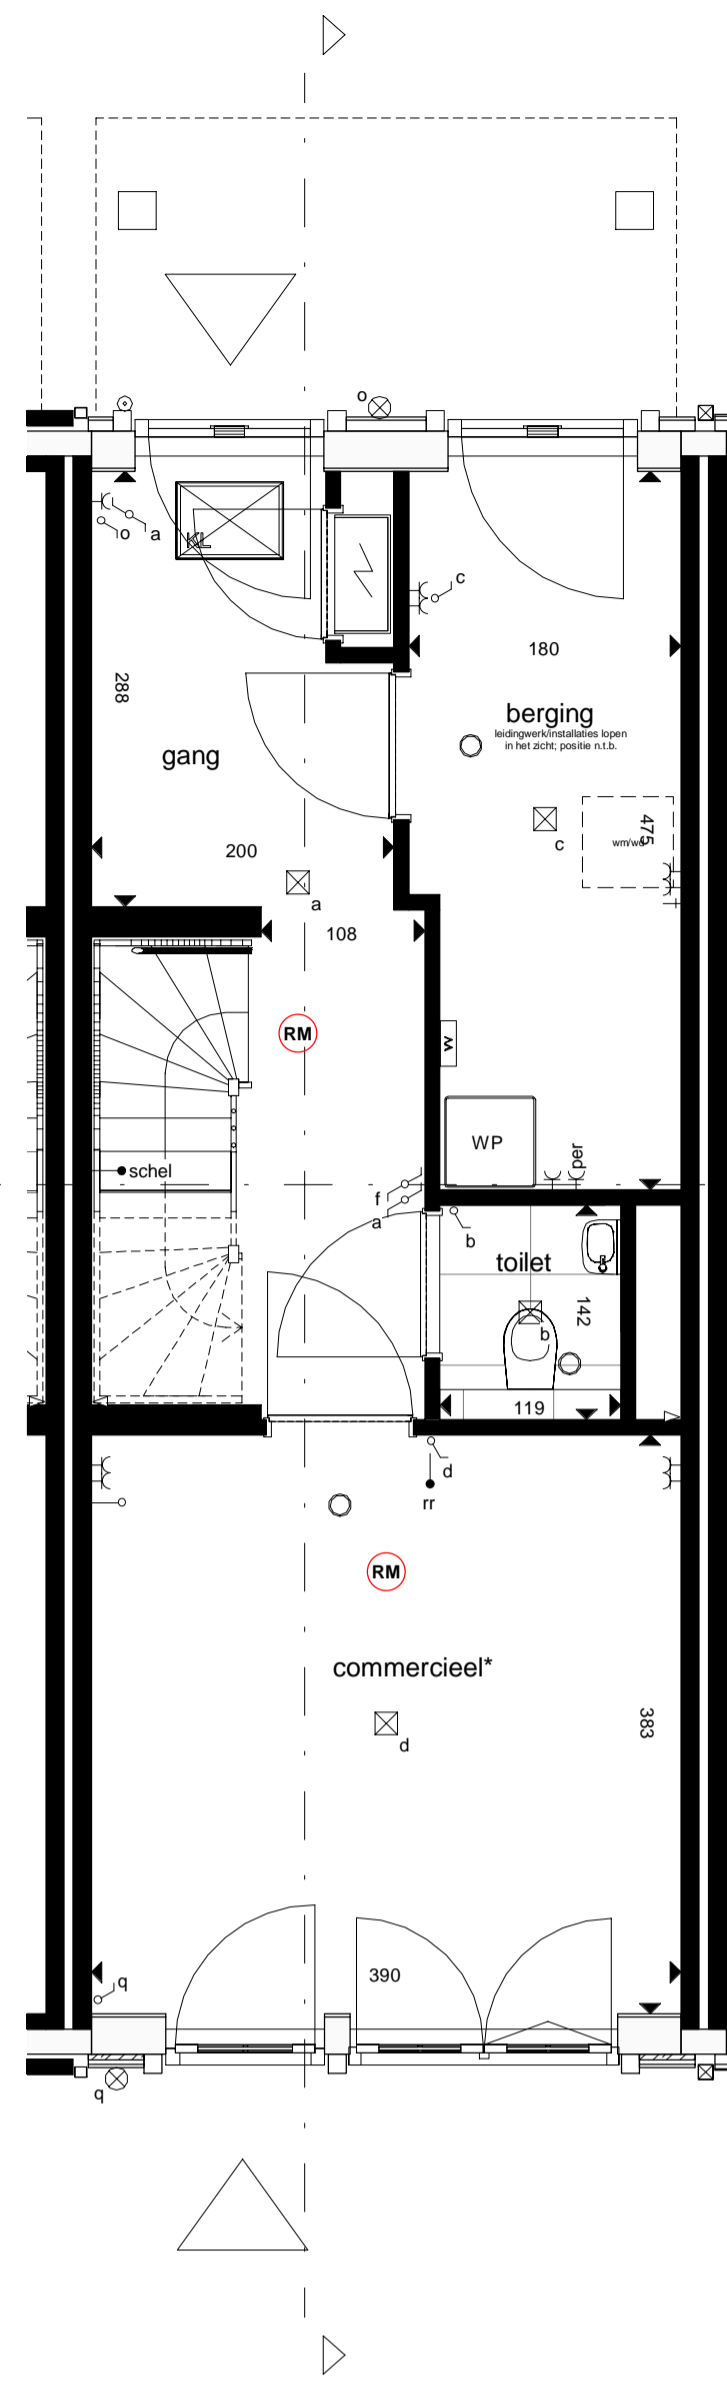 o
o
a
KL
c
288
180
berging
leidingwerk/installaties lopen
in het zicht; positie n.t.b.
gang
475
wm/wd
c
200
a
108
RM
W
WP
per
schel
f
a
b
toilet
142
b
119
d
rr
RM
commercieel*
383
d
390
q
q